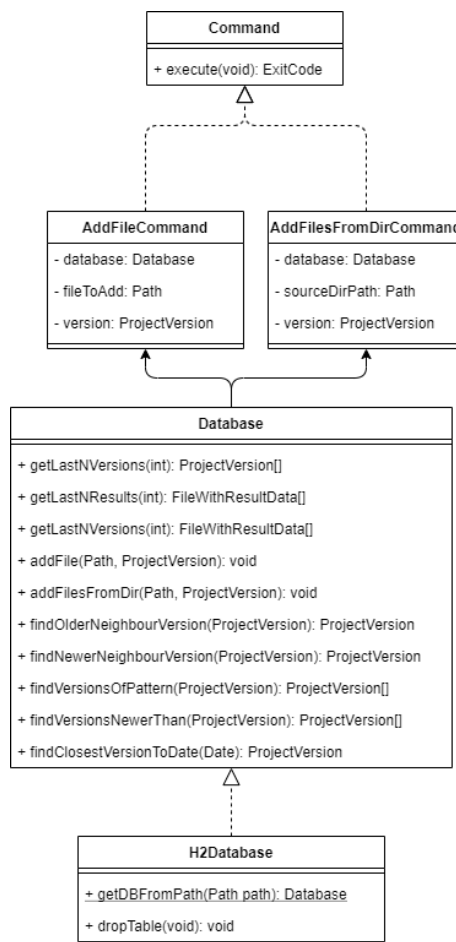 Command
+ execute(void): ExitCode
AddFileCommand
- database: Database
- fileToAdd: Path
- version: ProjectVersion
AddFilesFromDirCommand
- database: Database
- sourceDirPath: Path
- version: ProjectVersion
Database
+ getLastNVersions(int): ProjectVersion[]
+ getLastNResults(int): FileWithResultData[]
+ getLastNVersions(int): FileWithResultData[]
+ addFile(Path, ProjectVersion): void
+ addFilesFromDir(Path, ProjectVersion): void
+ findOlderNeighbourVersion(ProjectVersion): ProjectVersion
+ findNewerNeighbourVersion(ProjectVersion): ProjectVersion
+ findVersionsOfPattern(ProjectVersion): ProjectVersion[]
+ findVersionsNewerThan(ProjectVersion): ProjectVersion[]
+ findClosestVersionToDate(Date): ProjectVersion
H2Database
+ getDBFromPath(Path path): Database
+ dropTable(void): void